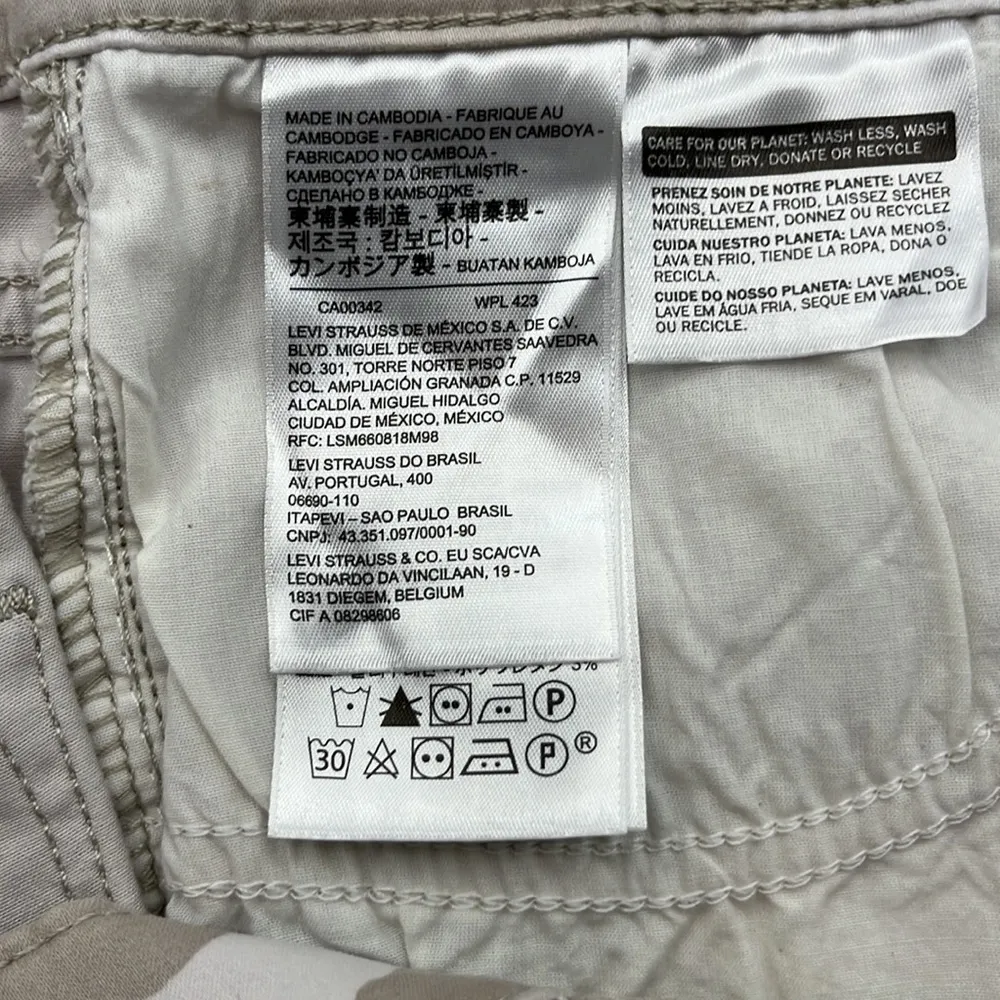 MADE IN CAMBODIA - FABRIQUE AU
CAMBODGE - FABRICADO EN CAMBOYA -
FABRICADO NO CAMBOJA -
KAMBOÇYA' DA ÜRETİLMİŞTİR -
СДЕЛАНО В КАМБОДЖЕ -
柬埔寨制造 - 柬埔寨製 -
제조국 : 캄보디아 -
カンボジア製 - BUATAN KAMBOJA
CA00342 WPL 423
LEVI STRAUSS DE MÉXICO S.A. DE C.V.
BLVD. MIGUEL DE CERVANTES SAAVEDRA
NO. 301, TORRE NORTE PISO 7
COL. AMPLIACIÓN GRANADA C.P. 11529
ALCALDÍA. MIGUEL HIDALGO
CIUDAD DE MÉXICO, MÉXICO
RFC: LSM660818M98
LEVI STRAUSS DO BRASIL
AV. PORTUGAL, 400
06690-110
ITAPEVI – SAO PAULO BRASIL
CNPJ: 43.351.097/0001-90
LEVI STRAUSS & CO. EU SCA/CVA
LEONARDO DA VINCILAAN, 19 - D
1831 DIEGEM, BELGIUM
CIF A 08298606
3%
P
30 P ®
CARE FOR OUR PLANET: WASH LESS, WASH
COLD, LINE DRY, DONATE OR RECYCLE
PRENEZ SOIN DE NOTRE PLANETE: LAVEZ
MOINS, LAVEZ A FROID, LAISSEZ SECHER
NATURELLEMENT, DONNEZ OU RECYCLEZ
CUIDA NUESTRO PLANETA: LAVA MENOS,
LAVA EN FRIO, TIENDE LA ROPA, DONA O
RECICLA.
CUIDE DO NOSSO PLANETA: LAVE MENOS,
LAVE EM ÁGUA FRIA, SEQUE EM VARAL, DOE
OU RECICLE.